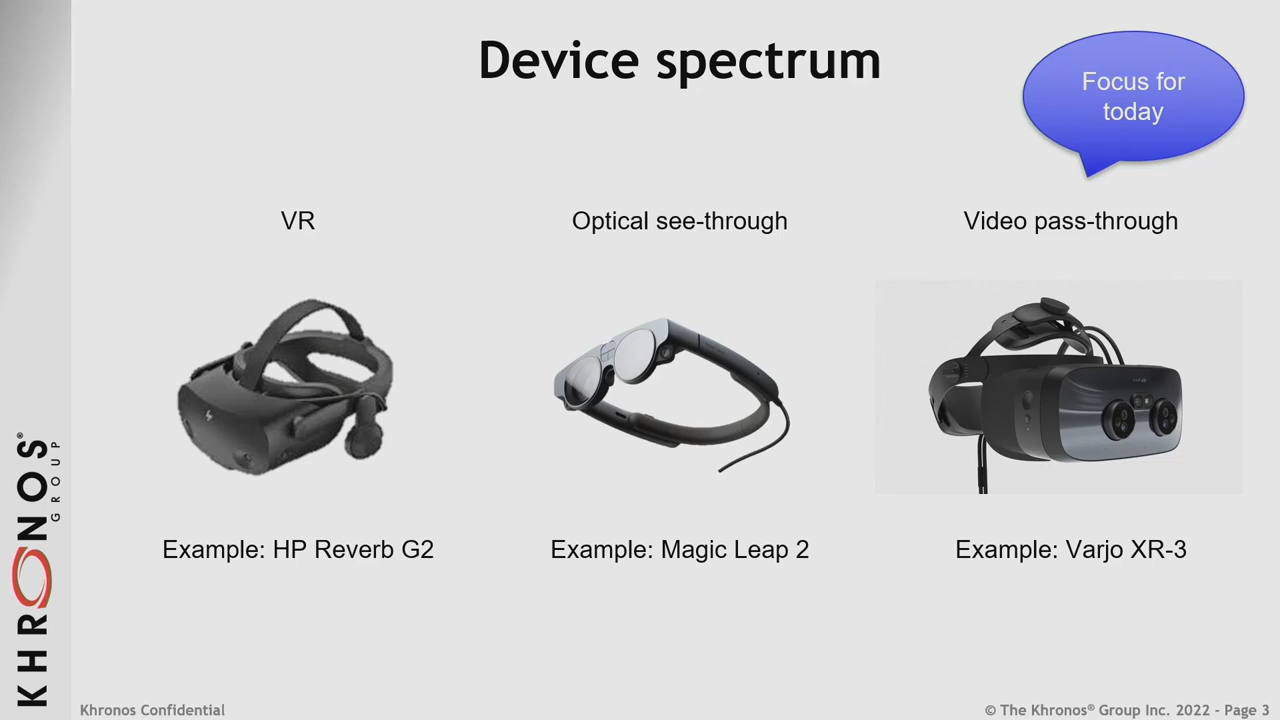 Device spectrum
Focus for
today
VR
Optical see-through
Video pass-through
Example: HP Reverb G2
Example: Magic Leap 2
Example: Varjo XR-3
KHRONOS®
GROUP
Khronos Confidential
© The Khronos® Group Inc. 2022 - Page 3